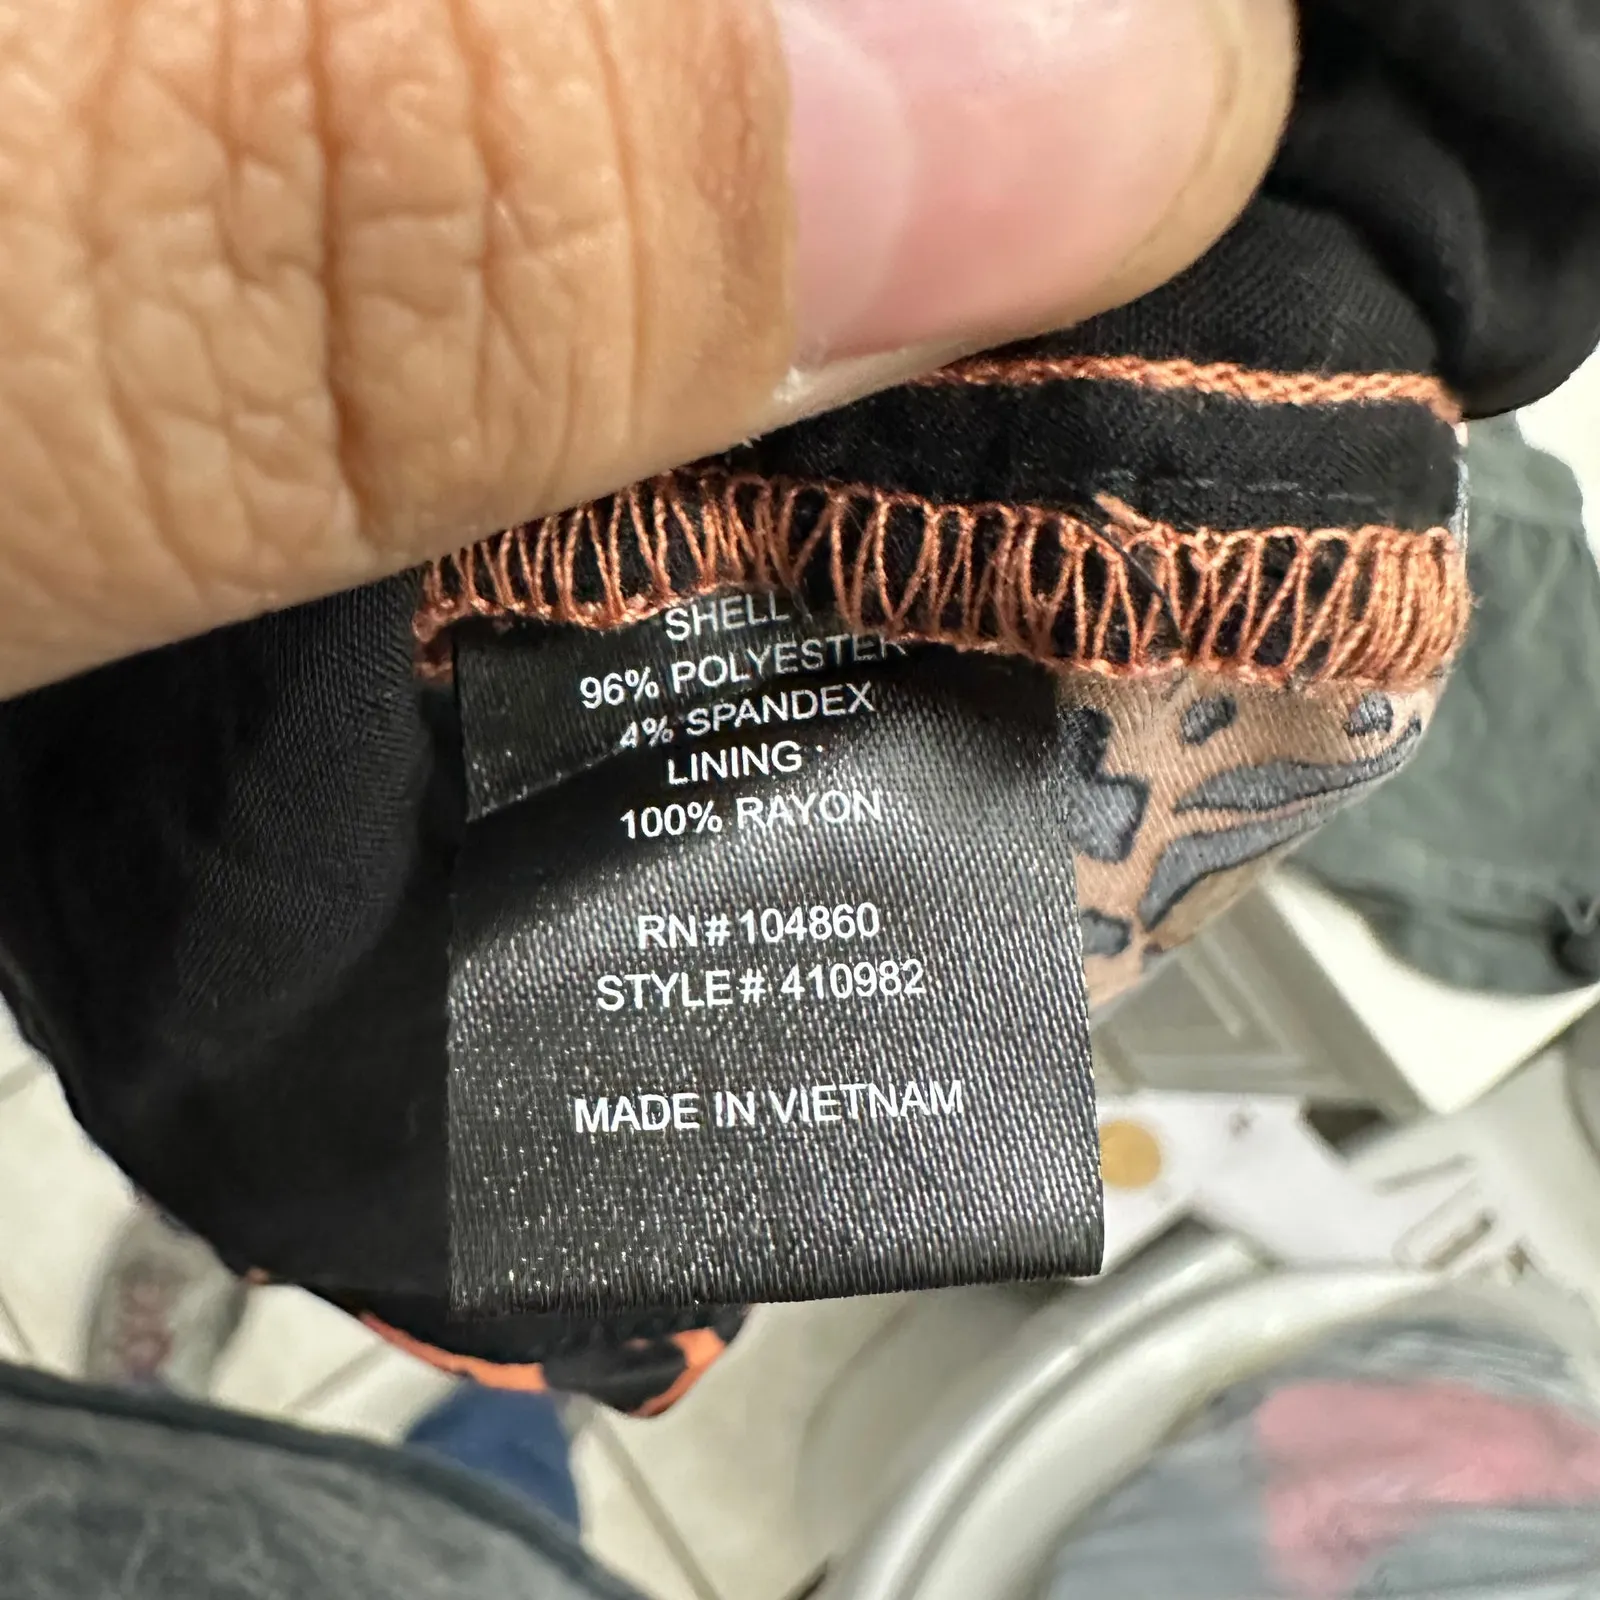 SHELL :
96% POLYESTER
4% SPANDEX
LINING :
100% RAYON
RN# 104860
STYLE# 410982
MADE IN VIETNAM